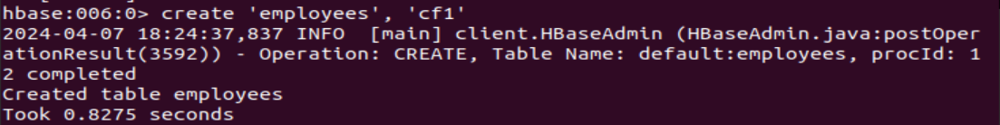 hbase:006:0> create 'employees', 'cf1'
2024-04-07 18:24:37,837 INFO  [main] client.HBaseAdmin (HBaseAdmin.java:postOper
ationResult(3592)) - Operation: CREATE, Table Name: default:employees, procId: 1
2 completed
Created table employees
Took 0.8275 seconds